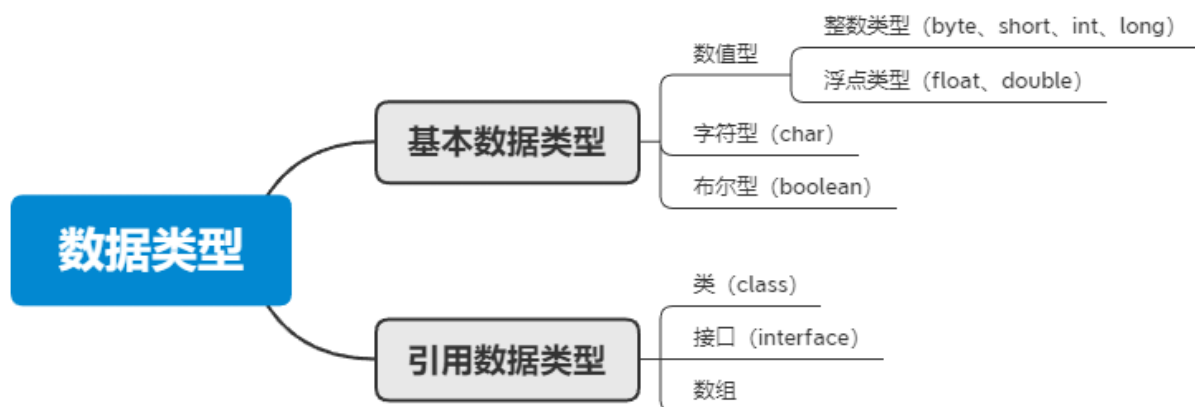 数据类型
基本数据类型
数值型
整数类型（byte、short、int、long）
浮点类型（float、double）
字符型（char）
布尔型（boolean）
引用数据类型
类（class）
接口（interface）
数组